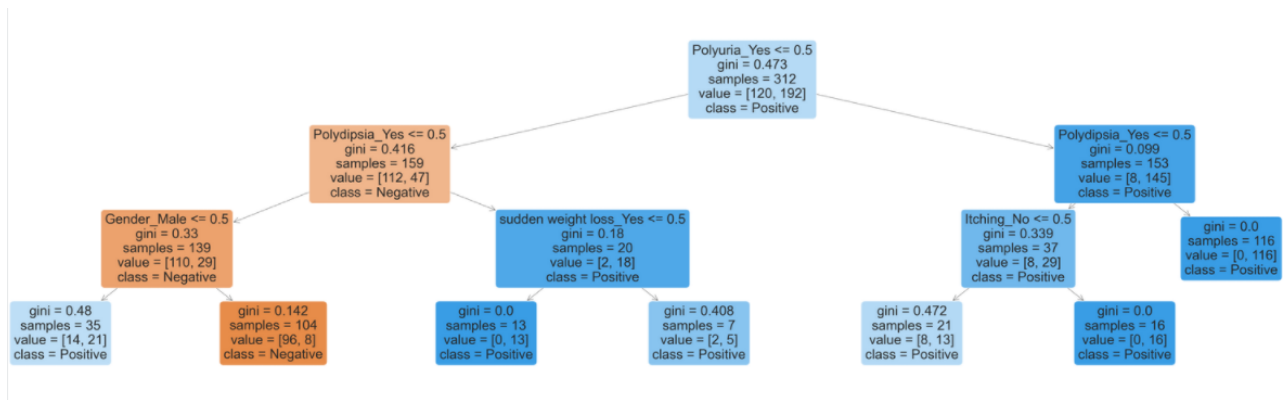 Polyuria_Yes <= 0.5
gini = 0.473
samples = 312
value = [120, 192]
class = Positive
Polydipsia_Yes <= 0.5
gini = 0.416
samples = 159
value = [112, 47]
class = Negative
Polydipsia_Yes <= 0.5
gini = 0.099
samples = 153
value = [8, 145]
class = Positive
Gender_Male <= 0.5
gini = 0.33
samples = 139
value = [110, 29]
class = Negative
sudden weight loss_Yes <= 0.5
gini = 0.18
samples = 20
value = [2, 18]
class = Positive
Itching_No <= 0.5
gini = 0.339
samples = 37
value = [8, 29]
class = Positive
gini = 0.0
samples = 116
value = [0, 116]
class = Positive
gini = 0.48
samples = 35
value = [14, 21]
class = Positive
gini = 0.142
samples = 104
value = [96, 8]
class = Negative
gini = 0.0
samples = 13
value = [0, 13]
class = Positive
gini = 0.408
samples = 7
value = [2, 5]
class = Positive
gini = 0.472
samples = 21
value = [8, 13]
class = Positive
gini = 0.0
samples = 16
value = [0, 16]
class = Positive